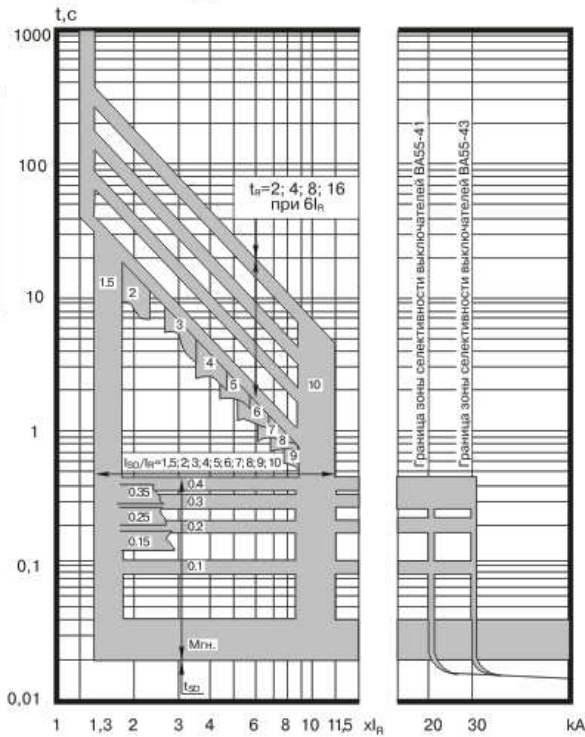 t,c
1000
100
10
1
0,1
0,01
tR=2; 4; 8; 16
при 6IR
1.5
2
3
4
5
6
7
8
9
10
ISD/IR=1,5; 2; 3; 4; 5; 6; 7; 8; 9; 10
0.4
0.35
0.3
0.25
0.2
0.15
0.1
Мгн.
tSD
Граница зоны селективности выключателей ВА55-41
Граница зоны селективности выключателей ВА55-43
1 1,3 2 3 4 6 8 10 11,5 xIR 20 30 кА